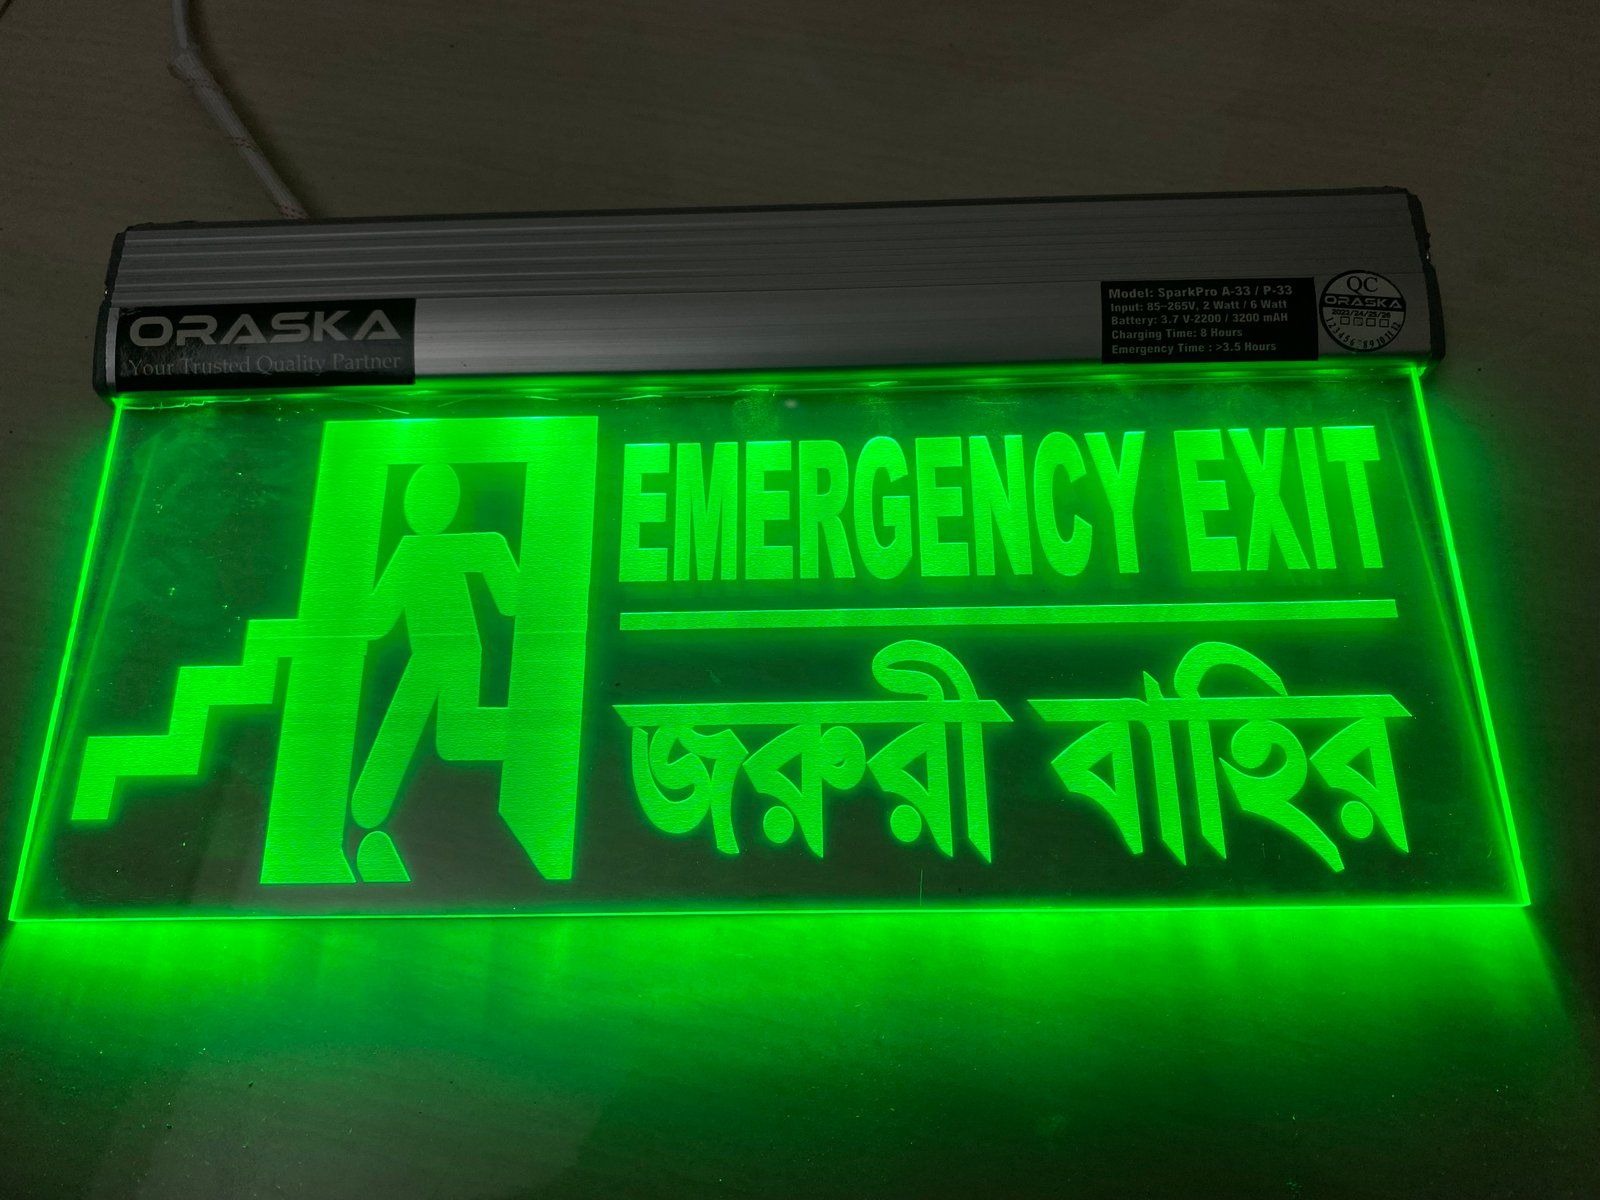 ORASKA
Your Trusted Quality Partner
Model: SparkPro A-33 / P-33
Input: 85~265V, 2 Watt / 6 Watt
Battery: 3.7 V-2200 / 3200 mAH
Charging Time: 8 Hours
Emergency Time : >3.5 Hours
QC
ORASKA
EMERGENCY EXIT
জরুরী বাহির